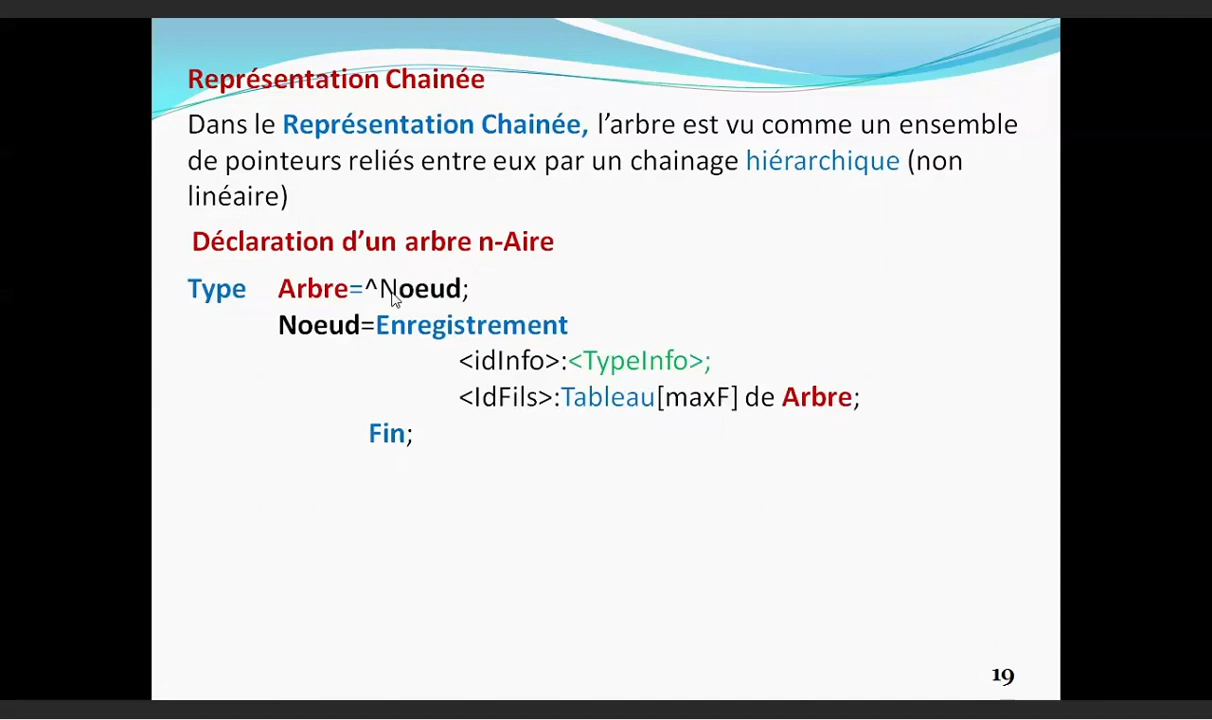 Représentation Chainée
Dans le Représentation Chainée, l’arbre est vu comme un ensemble
de pointeurs reliés entre eux par un chainage hiérarchique (non
linéaire)
Déclaration d’un arbre n-Aire
Type Arbre=^Noeud;
Noeud=Enregistrement
<idInfo>:<TypeInfo>;
<IdFils>:Tableau[maxF] de Arbre;
Fin;
19